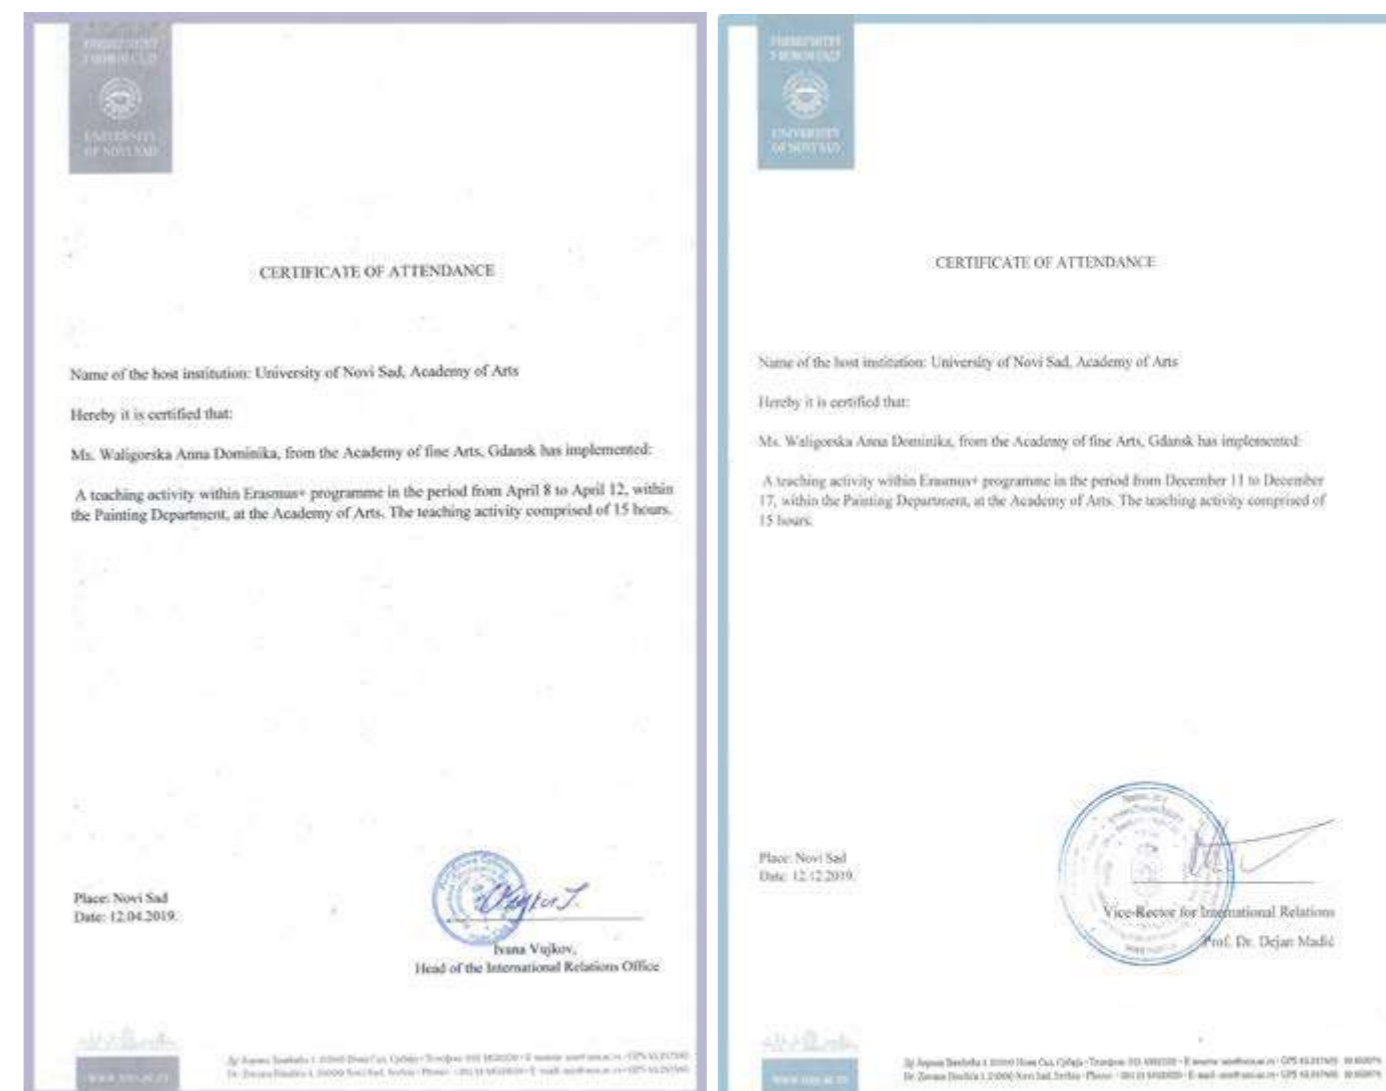 UNIVERSITY
OF NOVI SAD
CERTIFICATE OF ATTENDANCE
Name of the host institution: University of Novi Sad, Academy of Arts
Hereby it is certified that:
Ms. Waligorska Anna Dominika, from the Academy of fine Arts, Gdansk has implemented:
A teaching activity within Erasmus+ programme in the period from April 8 to April 12, within
the Painting Department, at the Academy of Arts. The teaching activity comprised of 15 hours.
Place: Novi Sad
Date: 12.04.2019.
Ivana Vujkov,
Head of the International Relations Office
UNIVERSITY
OF NOVI SAD
CERTIFICATE OF ATTENDANCE
Name of the host institution: University of Novi Sad, Academy of Arts
Hereby it is certified that:
Ms. Waligorska Anna Dominika, from the Academy of fine Arts, Gdansk has implemented:
A teaching activity within Erasmus+ programme in the period from December 11 to December
17, within the Painting Department, at the Academy of Arts. The teaching activity comprised of
15 hours.
Place: Novi Sad
Date: 12.12.2019.
Vice-Rector for International Relations
Prof. Dr. Dejan Madić